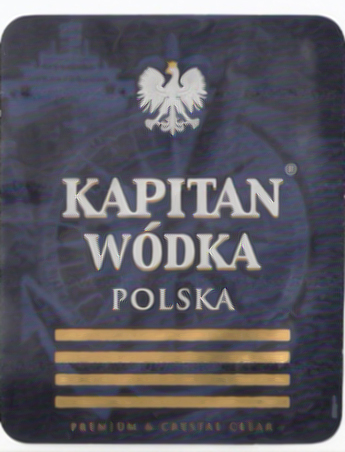 KAPITAN®
WÓDKA
POLSKA
PREMIUM & CRYSTAL CLEAR